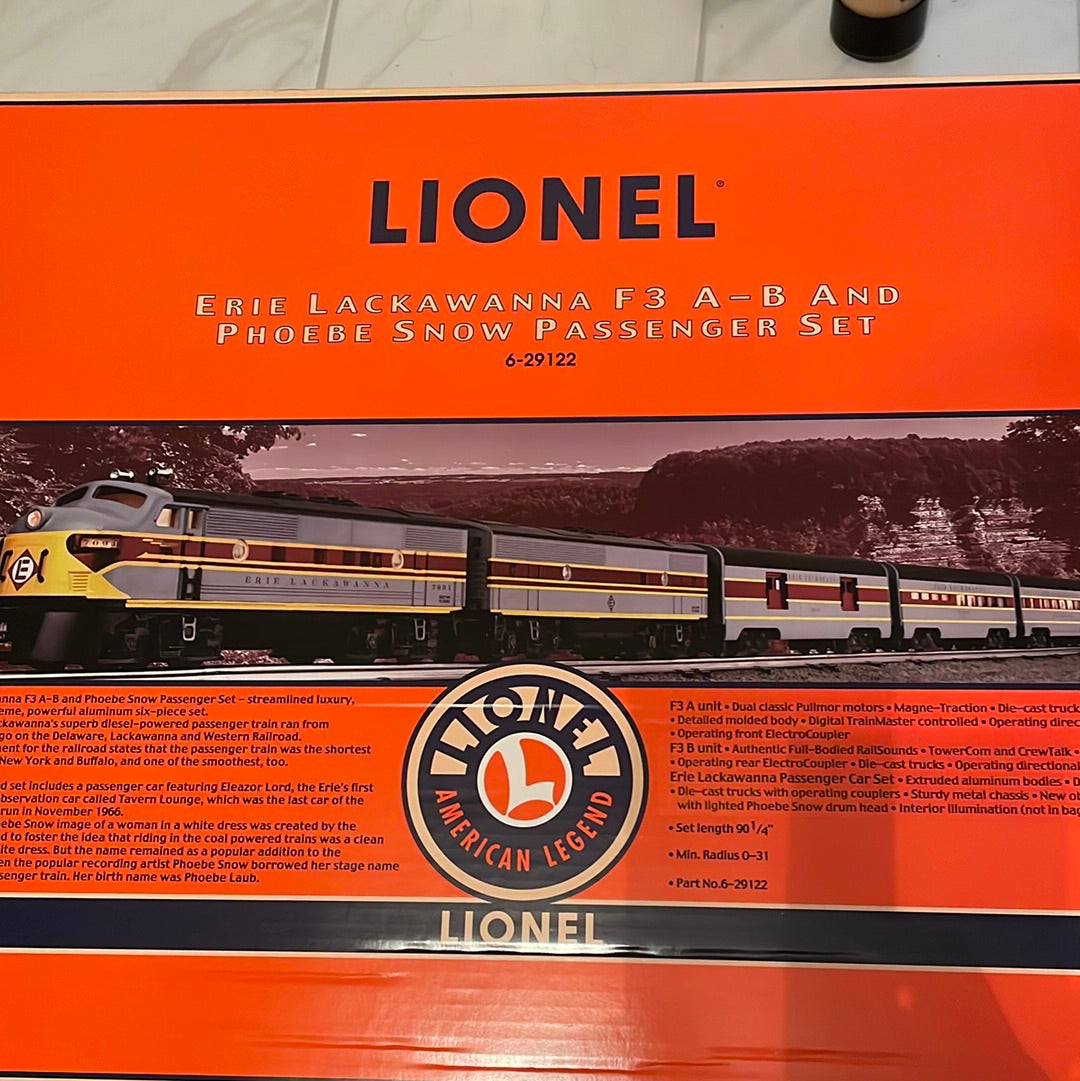 LIONEL®
ERIE LACKAWANNA F3 A–B AND
PHOEBE SNOW PASSENGER SET
6-29122
ERIE LACKAWANNA
7091
F3 A–B and Phoebe Snow Passenger Set – streamlined luxury,
powerful aluminum six-piece set.
superb diesel-powered passenger train ran from
on the Delaware, Lackawanna and Western Railroad.
for the railroad states that the passenger train was the shortest
New York and Buffalo, and one of the smoothest, too.
set includes a passenger car featuring Eleazor Lord, the Erie's first
car called Tavern Lounge, which was the last car of the
run in November 1966.
Snow image of a woman in a white dress was created by the
to foster the idea that riding in the coal powered trains was a clean
dress. But the name remained as a popular addition to the
the popular recording artist Phoebe Snow borrowed her stage name
train. Her birth name was Phoebe Laub.
LIONEL
L
AMERICAN LEGEND
LIONEL
F3 A unit • Dual classic Pullmor motors • Magne–Traction • Die–cast truck
• Detailed molded body • Digital TrainMaster controlled • Operating direc
• Operating front ElectroCoupler
F3 B unit • Authentic Full–Bodied RailSounds • TowerCom and CrewTalk •
• Operating rear ElectroCoupler • Die–cast trucks • Operating directional
Erie Lackawanna Passenger Car Set • Extruded aluminum bodies • D
• Die–cast trucks with operating couplers • Sturdy metal chassis • New ob
with lighted Phoebe Snow drum head • Interior illumination (not in bag
• Set length 90 1/4"
• Min. Radius 0–31
• Part No.6–29122